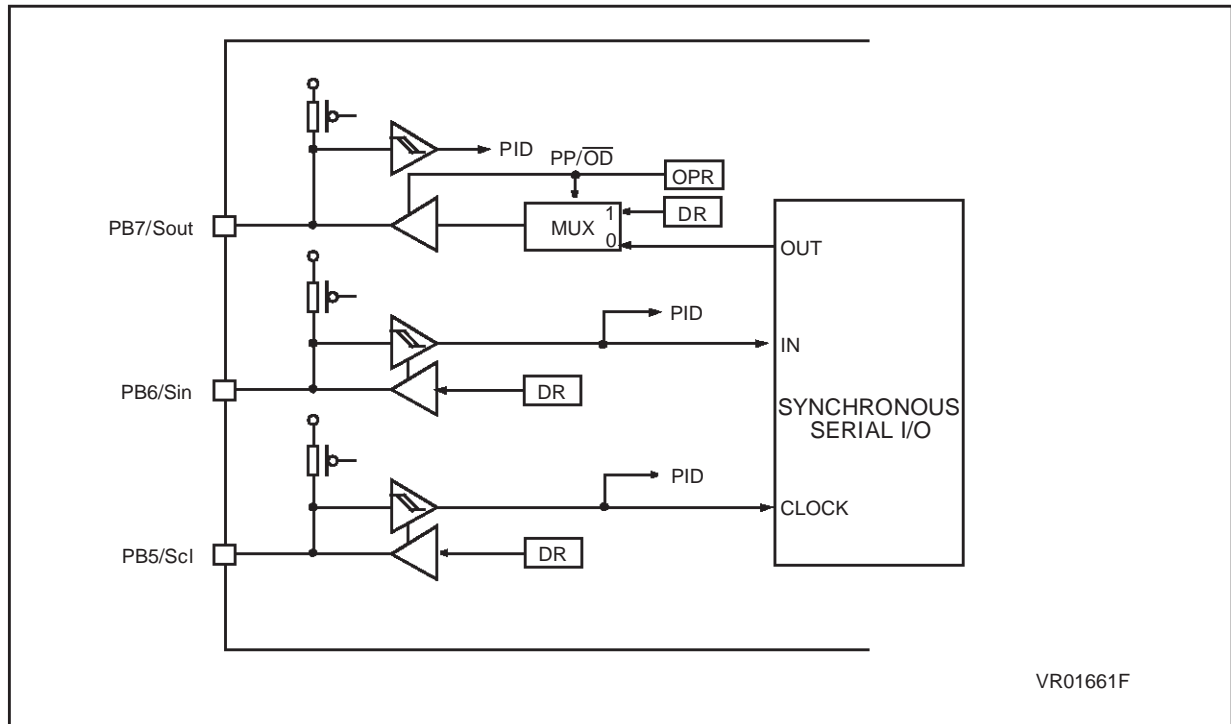 PID
PP/OD
OPR
PB7/Sout
MUX
1
0
DR
OUT
PID
IN
PB6/Sin
DR
SYNCHRONOUS
SERIAL I/O
PID
CLOCK
PB5/Scl
DR
VR01661F